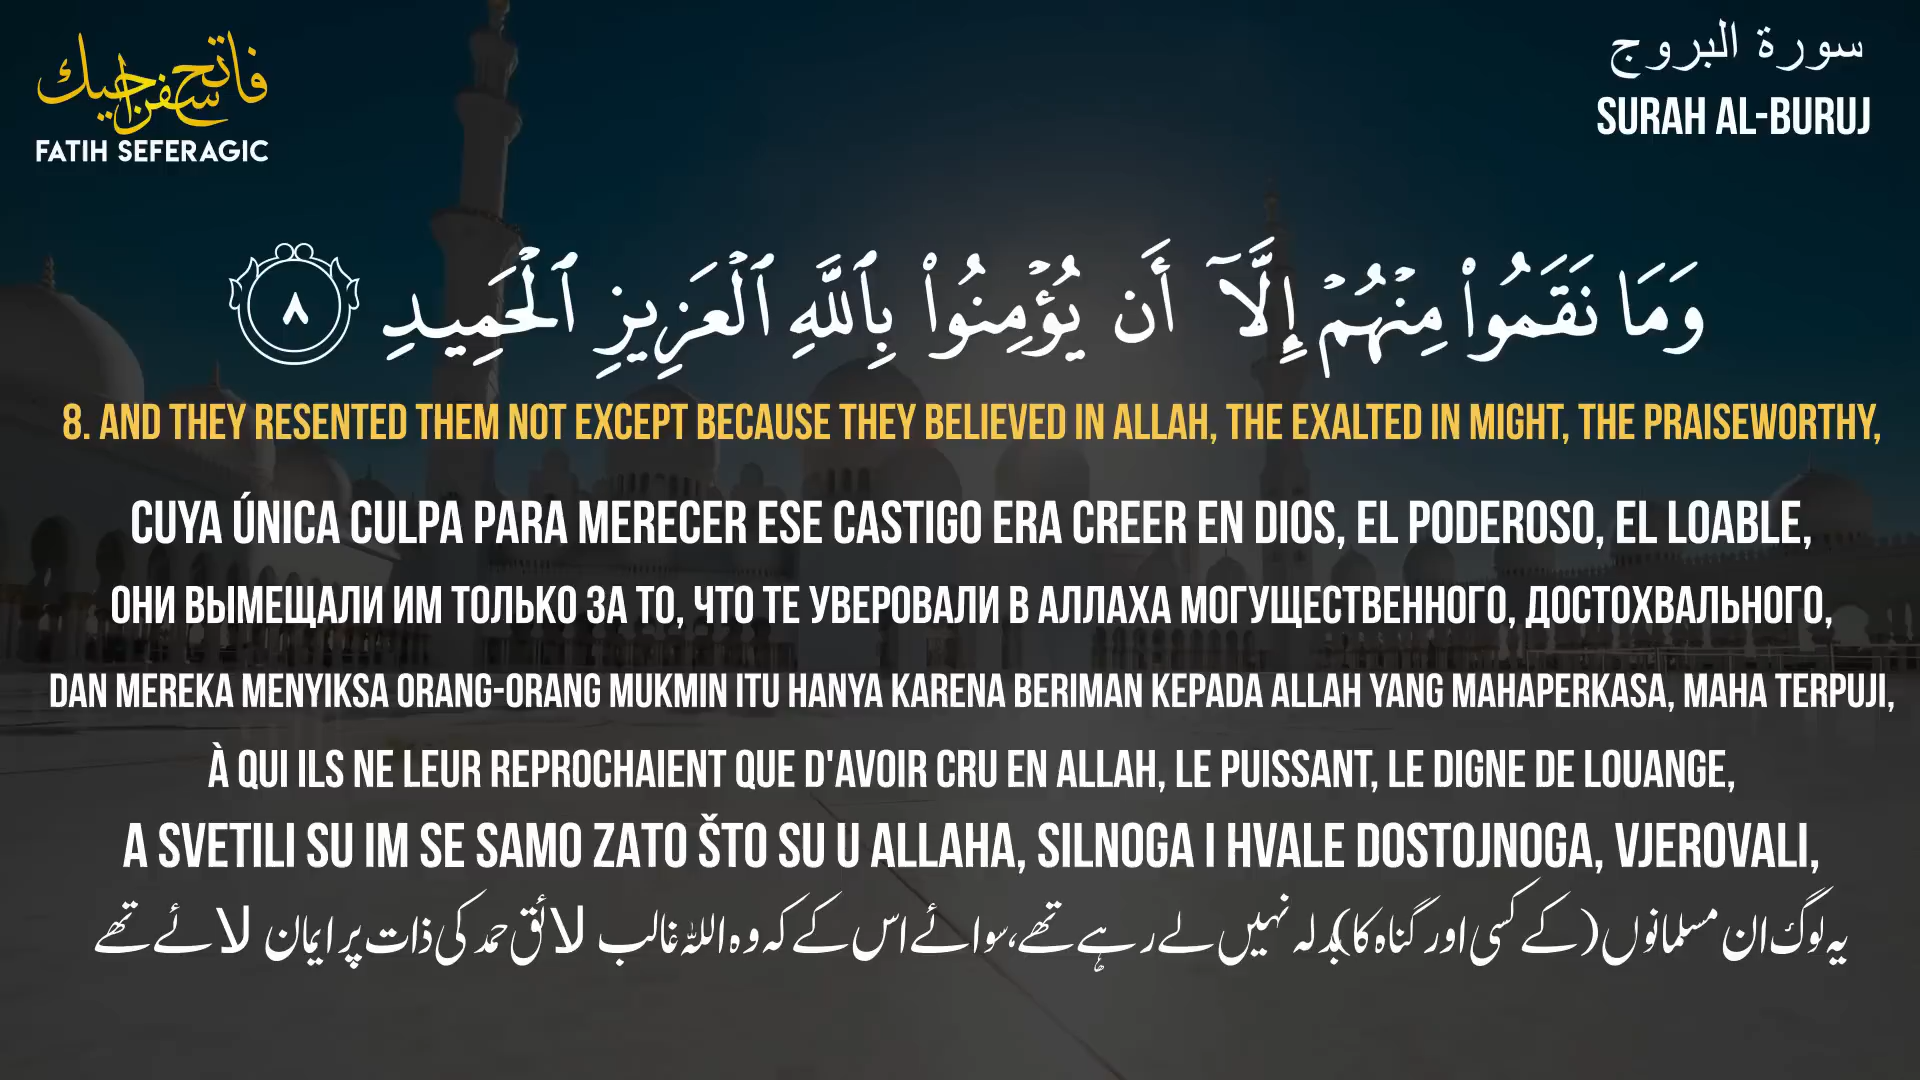 فاتح سفراجيك
FATIH SEFERAGIC
سورة البروج
SURAH AL-BURUJ
وَمَا نَقَمُوا۟ مِنْهُمْ إِلَّآ أَن يُؤْمِنُوا۟ بِٱللَّهِ ٱلْعَزِيزِ ٱلْحَمِيدِ ٨
8. AND THEY RESENTED THEM NOT EXCEPT BECAUSE THEY BELIEVED IN ALLAH, THE EXALTED IN MIGHT, THE PRAISEWORTHY,
CUYA ÚNICA CULPA PARA MERECER ESE CASTIGO ERA CREER EN DIOS, EL PODEROSO, EL LOABLE,
ОНИ ВЫМЕЩАЛИ ИМ ТОЛЬКО ЗА ТО, ЧТО ТЕ УВЕРОВАЛИ В АЛЛАХА МОГУЩЕСТВЕННОГО, ДОСТОХВАЛЬНОГО,
DAN MEREKA MENYIKSA ORANG-ORANG MUKMIN ITU HANYA KARENA BERIMAN KEPADA ALLAH YANG MAHAPERKASA, MAHA TERPUJI,
À QUI ILS NE LEUR REPROCHAIENT QUE D'AVOIR CRU EN ALLAH, LE PUISSANT, LE DIGNE DE LOUANGE,
A SVETILI SU IM SE SAMO ZATO ŠTO SU U ALLAHA, SILNOGA I HVALE DOSTOJNOGA, VJEROVALI,
یہ لوگ ان مسلمانوں (کے کسی اور گناه کا) بدلہ نہیں لے رہے تھے، سوائے اس کے کہ وه اللہ غالب ﻻئق حمد کی ذات پر ایمان ﻻئے تھے